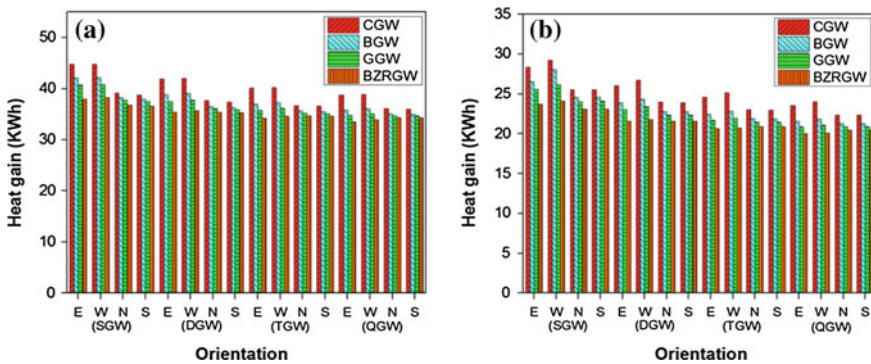 (a)
CGW
BGW
GGW
BZRGW
50
40
30
20
10
0
Heat gain (KWh)
E W N S E W N S E W N S E W N S
(SGW) (DGW) (TGW) (QGW)
Orientation
(b)
CGW
BGW
GGW
BZRGW
35
30
25
20
15
10
5
0
Heat gain (KWh)
E W N S E W N S E W N S E W N S
(SGW) (DGW) (TGW) (QGW)
Orientation